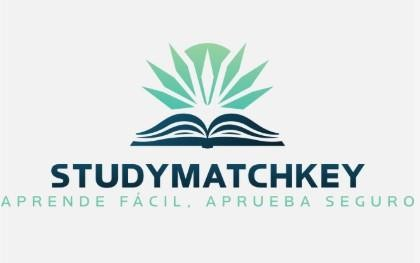 STUDYMATCHKEY
APRENDE FÁCIL, APRUEBA SEGURO